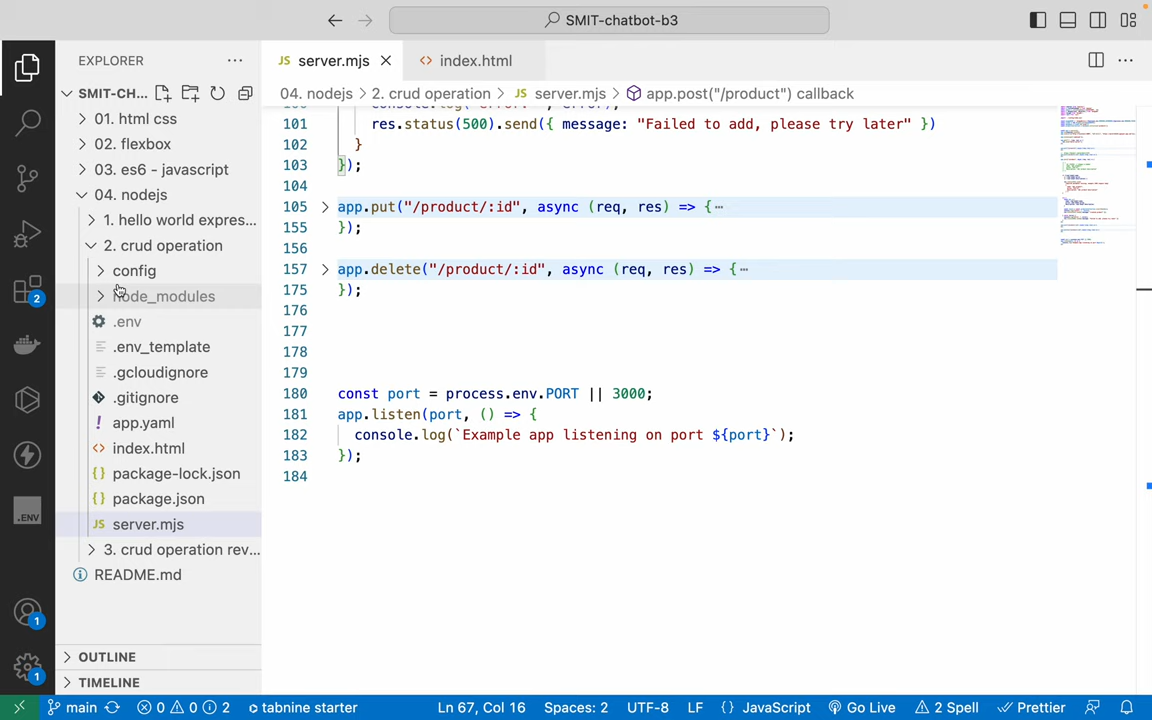 SMIT-chatbot-b3
EXPLORER
server.mjs
index.html
SMIT-CH...
04. nodejs > 2. crud operation > JS server.mjs > app.post("/product") callback
01. html css
02. flexbox
03. es6 - javascript
04. nodejs
1. hello world expres...
2. crud operation
config
node_modules
.env
.env_template
.gcloudignore
.gitignore
app.yaml
index.html
package-lock.json
package.json
JS server.mjs
3. crud operation rev...
README.md
OUTLINE
TIMELINE
101 res.status(500).send({ message: "Failed to add, please try later" })
102 }
103 });
104
105 app.put("/product/:id", async (req, res) => {⋯
155 });
156
157 app.delete("/product/:id", async (req, res) => {⋯
175 });
176
177
178
179
180 const port = process.env.PORT || 3000;
181 app.listen(port, () => {
182 console.log(`Example app listening on port ${port}`);
183 });
184
2
.ENV
1
1
main 0 0 2 tabnine starter Ln 67, Col 16 Spaces: 2 UTF-8 LF {} JavaScript Go Live 2 Spell Prettier